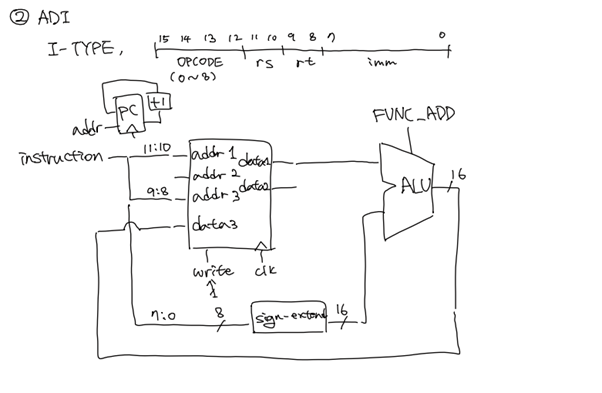 ② ADI
I-TYPE,
15 14 13 12 11 10 9 8 7 0
OPCODE rs rt imm
(0~8)
PC +1
addr
FUNC_ADD
instruction
11:10 addr 1 data1
addr 2 data2
9:8 addr 3
data3
ALU 16
write clk
1
7:0 8 sign-extend 16